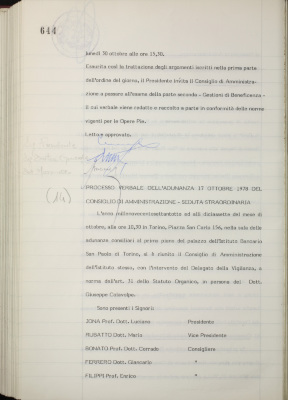 644
lunedì 30 ottobre alle ore 15,30.
Esaurita così la trattazione degli argomenti iscritti nella prima parte
dell'ordine del giorno, il Presidente invita il Consiglio di Amministra-
zione a passare all'esame della parte seconda - Gestioni di Beneficenza -
il cui verbale viene redatto e raccolto a parte in conformità delle norme
vigenti per le Opere Pie.
Letto e approvato.
(14)
PROCESSO VERBALE DELL'ADUNANZA 17 OTTOBRE 1978 DEL
CONSIGLIO DI AMMINISTRAZIONE - SEDUTA STRAORDINARIA
L'anno millenovecentosettantotto ed alli diciassette del mese di
ottobre, alle ore 15,30 in Torino, Piazza San Carlo 156, nella sala delle
adunanze consiliari al primo piano del palazzo dell'Istituto Bancario
San Paolo di Torino, si è riunito il Consiglio di Amministrazione
dell'Istituto stesso, con l'intervento del Delegato della Vigilanza, a
norma dell'art. 31 dello Statuto Organico, in persona del Dott.
Giuseppe
Sono presenti i Signori:
JONA Prof. Dott. Luciano Presidente
RUSATTO Dott. Mario Vice Presidente
BONATO Prof. Dott. Corrado Consigliere
FERRERO Dott. Giancarlo "
FILIPPI Prof. Enrico "